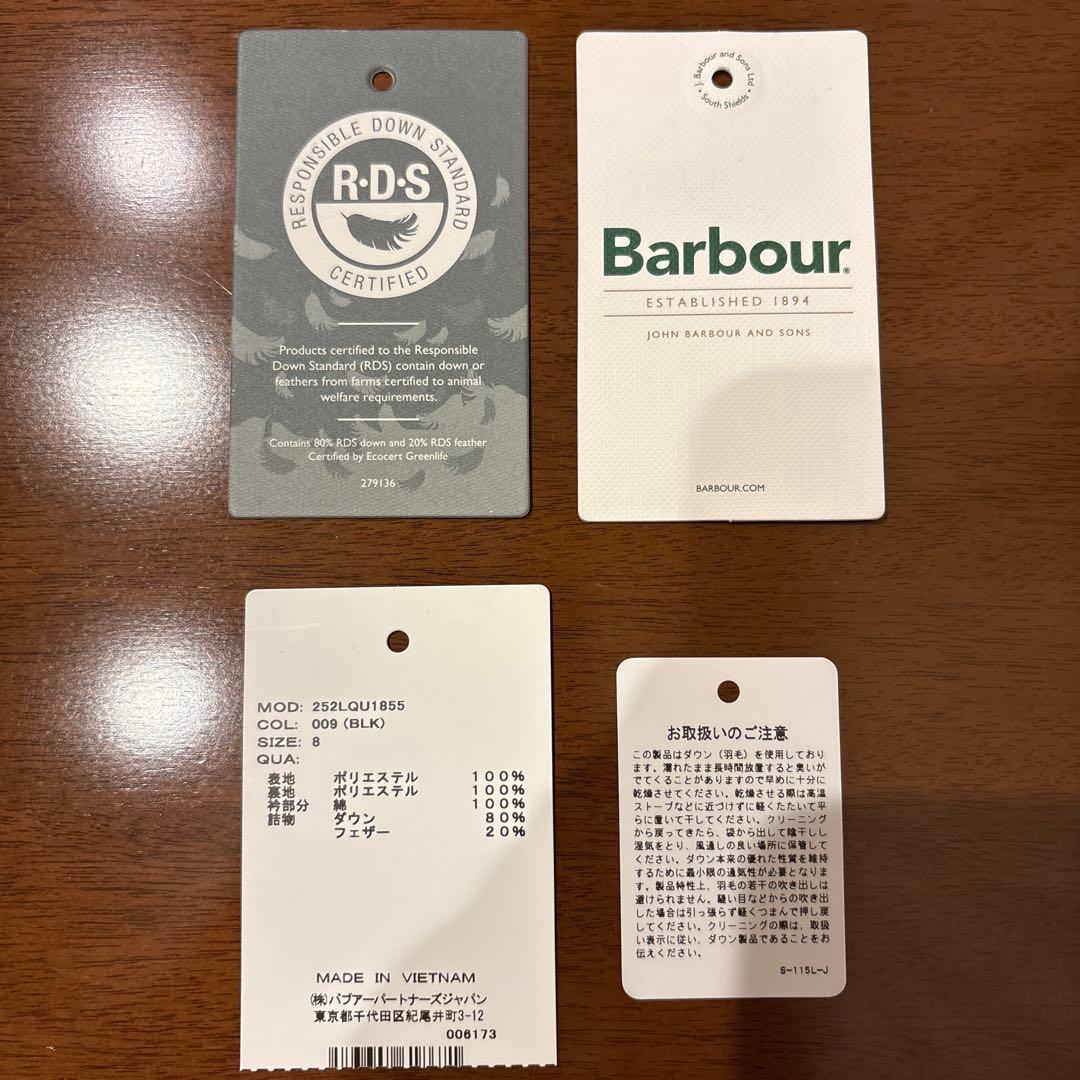 RESPONSIBLE DOWN STANDARD
R·D·S
CERTIFIED
Products certified to the Responsible
Down Standard (RDS) contain down or
feathers from farms certified to animal
welfare requirements.
Contains 80% RDS down and 20% RDS feather
Certified by Ecocert Greenlife
279136
J. Barbour and Sons Ltd
• South Shields •
Barbour®
ESTABLISHED 1894
JOHN BARBOUR AND SONS
BARBOUR.COM
MOD: 252LQU1855
COL: 009 (BLK)
SIZE: 8
QUA:
表地 ポリエステル 100%
裏地 ポリエステル 100%
衿部分 綿 100%
詰物 ダウン 80%
フェザー 20%
MADE IN VIETNAM
(株)バブアーパートナーズジャパン
東京都千代田区紀尾井町3-12
006173
お取扱いのご注意
この製品はダウン(羽毛)を使用しており
ます。濡れたまま長時間放置すると臭いが
でてくることがありますので早めに十分に
乾燥させてください。乾燥させる際は高温
ストーブなどに近づけずに軽くたたいて平
らに置いて干してください。クリーニング
から戻ってきたら、袋から出して陰干しし
湿気をとり、風通しの良い場所に保管して
ください。ダウン本来の優れた性質を維持
するために最小限の通気性が必要となりま
す。製品特性上、羽毛の若干の吹き出しは
避けられません。縫い目などからの吹き出
した場合は引っ張らず軽くつまんで押し戻
してください。クリーニングの際は、取扱
い表示に従い、ダウン製品であることをお
伝えください。
S-115L-J